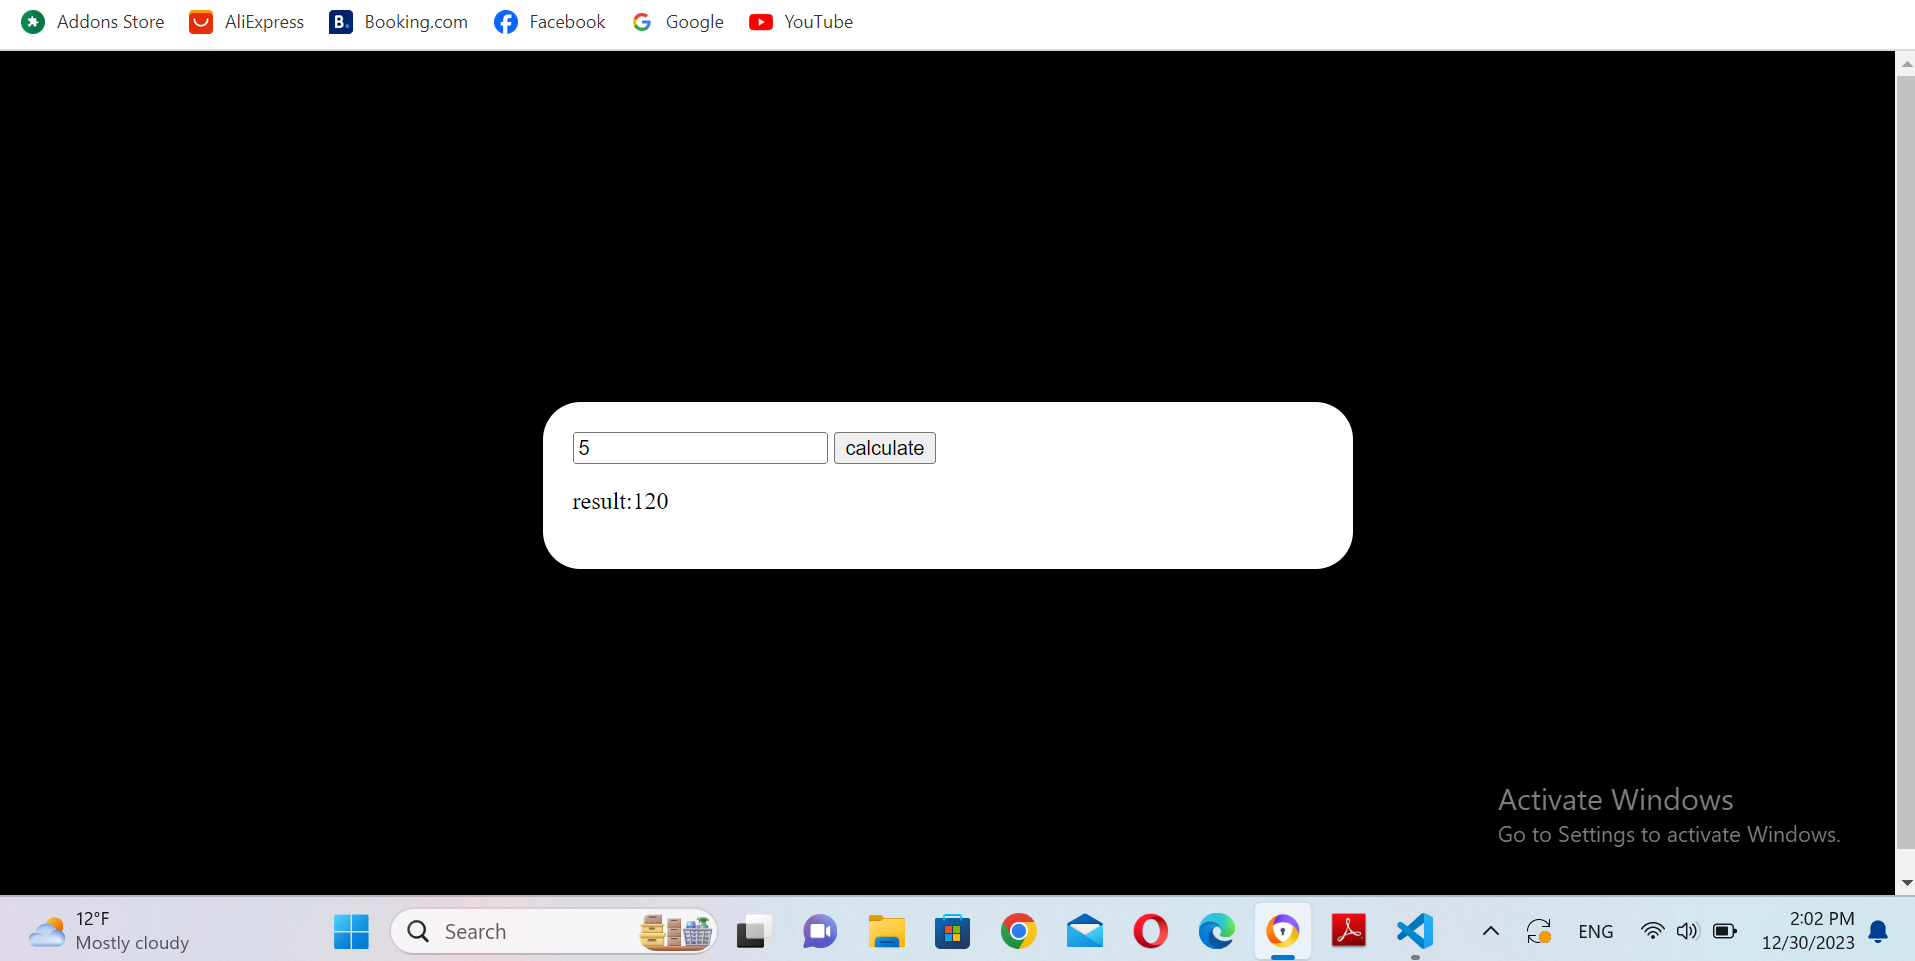 Addons Store AliExpress B. Booking.com Facebook Google YouTube
5 calculate
result:120
Activate Windows
Go to Settings to activate Windows.
12°F
Mostly cloudy
Search
ENG
2:02 PM
12/30/2023